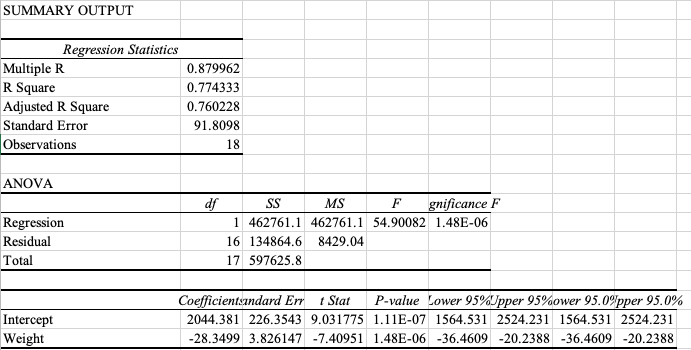 SUMMARY OUTPUT
Regression Statistics
Multiple R 0.879962
R Square 0.774333
Adjusted R Square 0.760228
Standard Error 91.8098
Observations 18
ANOVA
df SS MS F gnificance F
Regression 1 462761.1 462761.1 54.90082 1.48E-06
Residual 16 134864.6 8429.04
Total 17 597625.8
Coefficients andard Err t Stat P-value Lower 95% Upper 95% ower 95.0% pper 95.0%
Intercept 2044.381 226.3543 9.031775 1.11E-07 1564.531 2524.231 1564.531 2524.231
Weight -28.3499 3.826147 -7.40951 1.48E-06 -36.4609 -20.2388 -36.4609 -20.2388